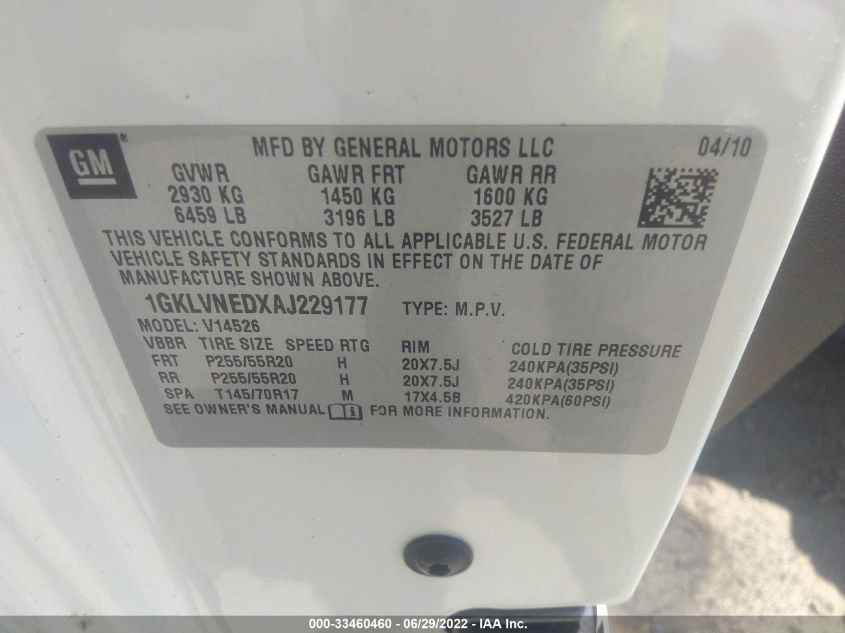 GM
MFD BY GENERAL MOTORS LLC 04/10
GVWR GAWR FRT GAWR RR
2930 KG 1450 KG 1600 KG
6459 LB 3196 LB 3527 LB
THIS VEHICLE CONFORMS TO ALL APPLICABLE U.S. FEDERAL MOTOR
VEHICLE SAFETY STANDARDS IN EFFECT ON THE DATE OF
MANUFACTURE SHOWN ABOVE.
1GKLVNEDXAJ229177 TYPE: M.P.V.
MODEL: V14526
VBBR TIRE SIZE SPEED RTG RIM COLD TIRE PRESSURE
FRT P255/55R20 H 20X7.5J 240KPA(35PSI)
RR P255/55R20 H 20X7.5J 240KPA(35PSI)
SPA T145/70R17 M 17X4.5B 420KPA(60PSI)
SEE OWNER'S MANUAL FOR MORE INFORMATION.
000-33460460 - 06/29/2022 - IAA Inc.